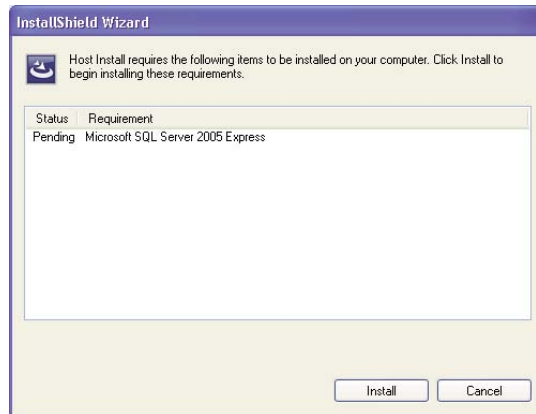 InstallShield Wizard
Host Install requires the following items to be installed on your computer. Click Install to
begin installing these requirements.
Status Requirement
Pending Microsoft SQL Server 2005 Express
Install Cancel